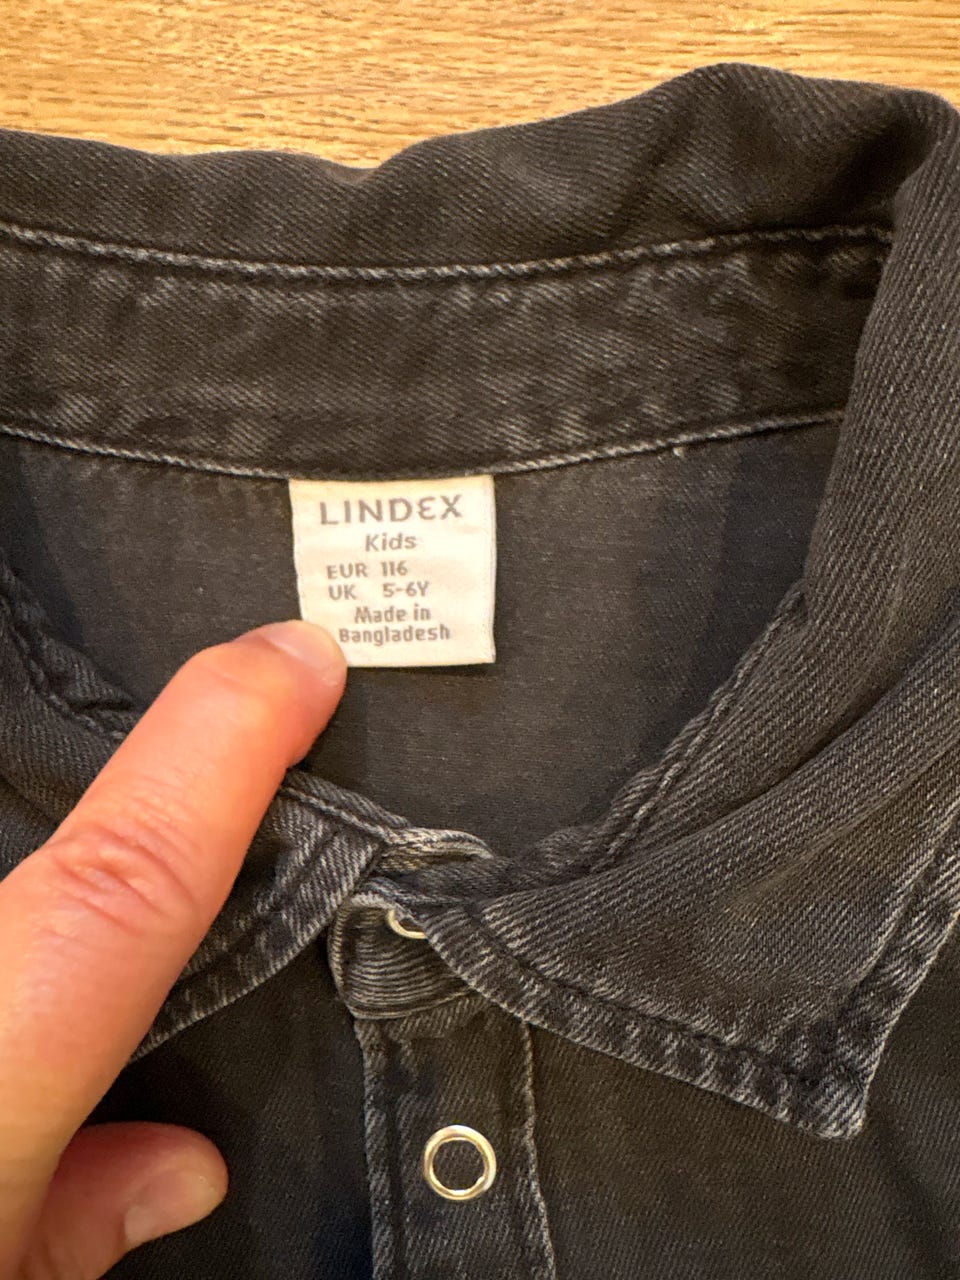 LINDEX
Kids
EUR 116
UK 5-6Y
Made in
Bangladesh